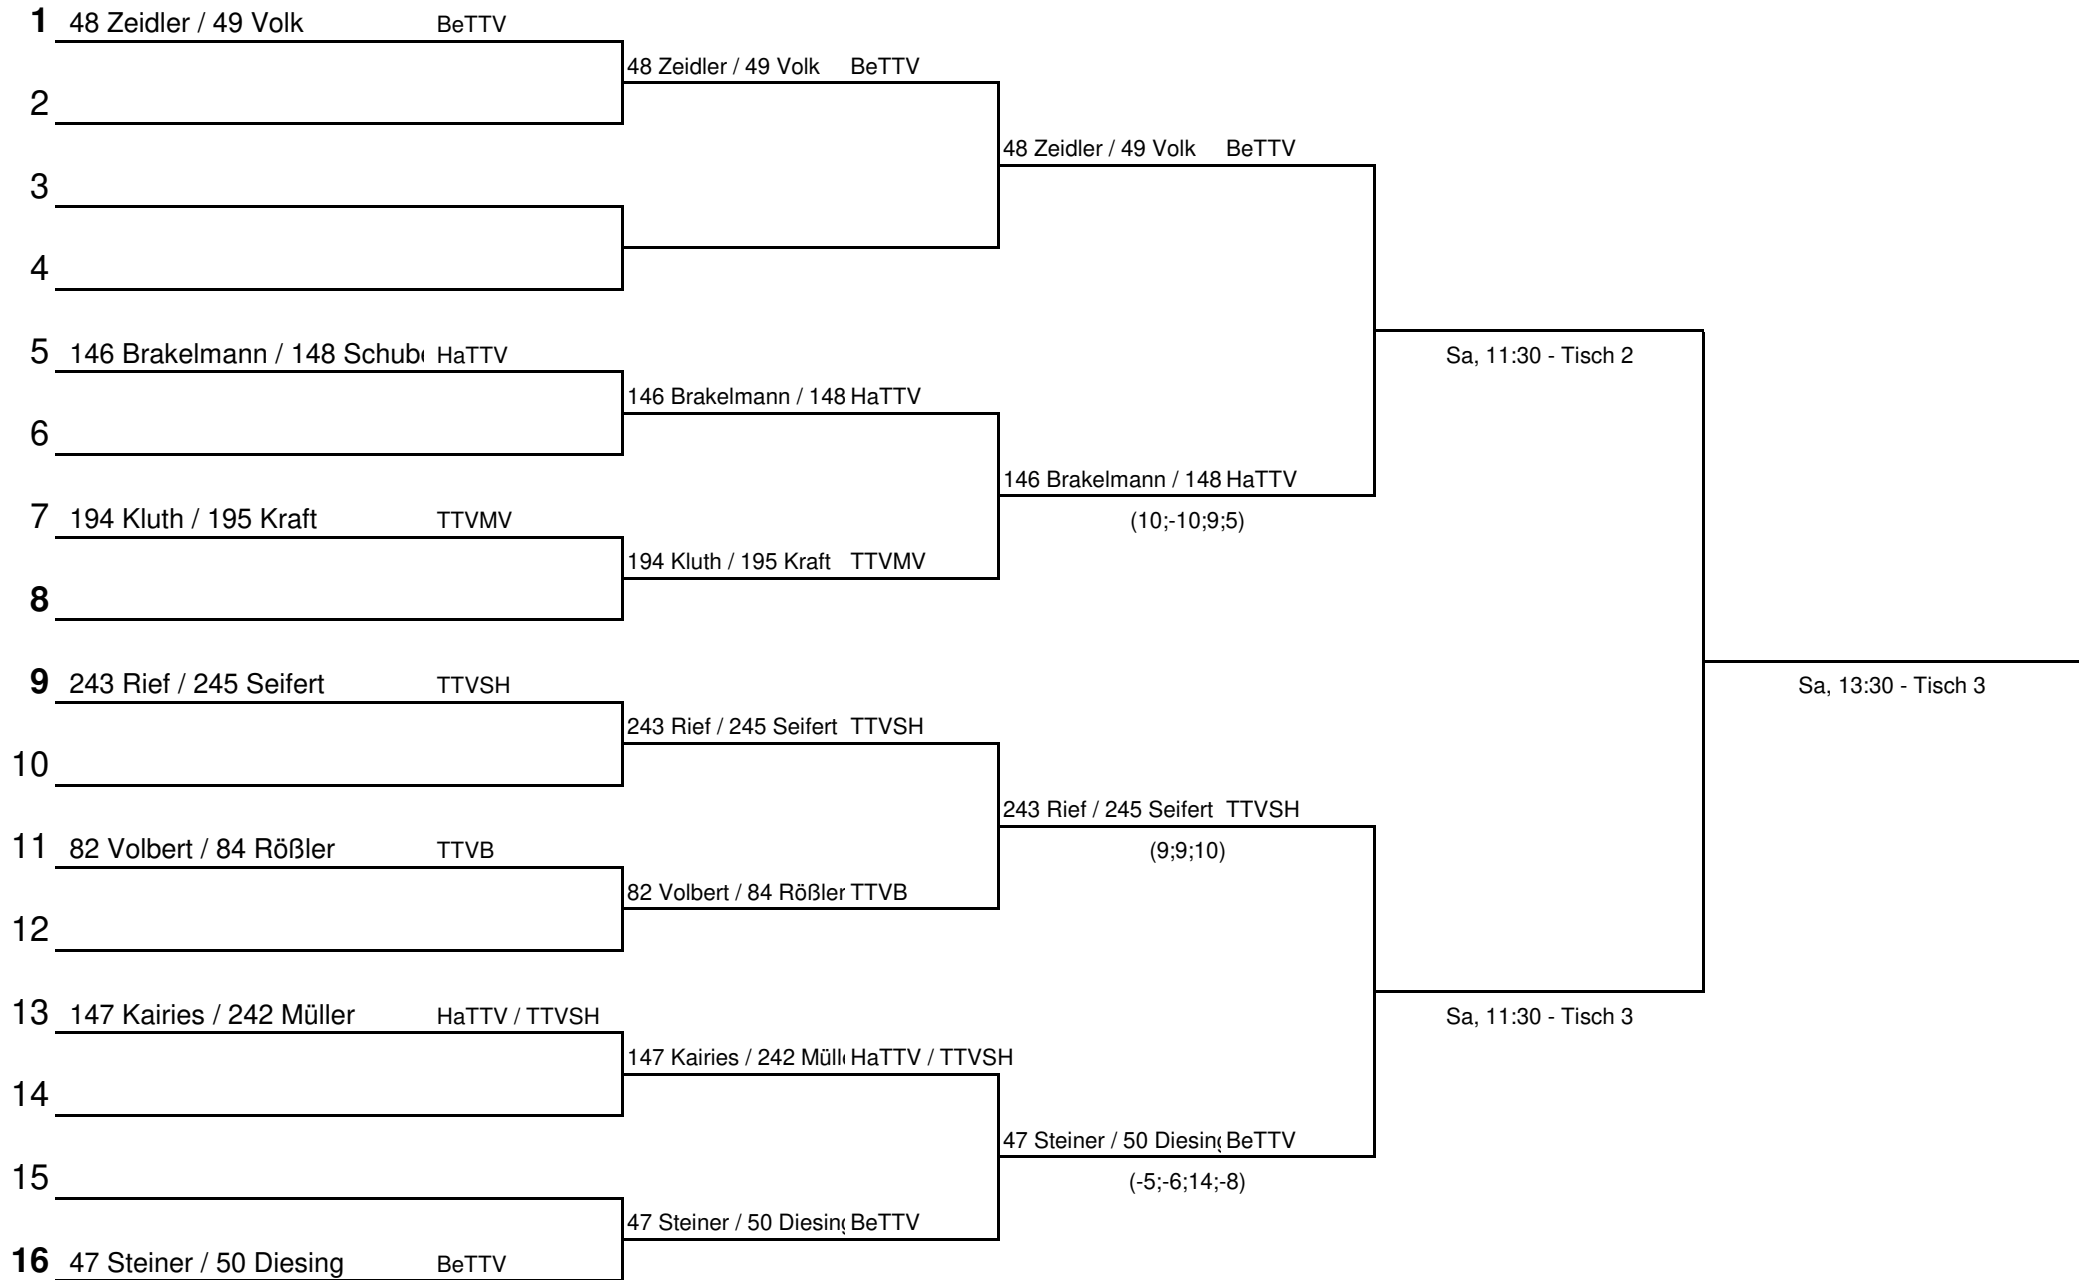 1 48 Zeidler / 49 Volk BeTTV
48 Zeidler / 49 Volk BeTTV
2
48 Zeidler / 49 Volk BeTTV
3
4
5 146 Brakelmann / 148 Schub HaTTV
Sa, 11:30 - Tisch 2
146 Brakelmann / 148 HaTTV
6
146 Brakelmann / 148 HaTTV
7 194 Kluth / 195 Kraft TTVMV
(10;-10;9;5)
194 Kluth / 195 Kraft TTVMV
8
9 243 Rief / 245 Seifert TTVSH
Sa, 13:30 - Tisch 3
243 Rief / 245 Seifert TTVSH
10
243 Rief / 245 Seifert TTVSH
11 82 Volbert / 84 Rößler TTVB
(9;9;10)
82 Volbert / 84 Rößler TTVB
12
13 147 Kairies / 242 Müller HaTTV / TTVSH
Sa, 11:30 - Tisch 3
147 Kairies / 242 Müll HaTTV / TTVSH
14
47 Steiner / 50 Diesin BeTTV
15
(-5;-6;14;-8)
47 Steiner / 50 Diesin BeTTV
16 47 Steiner / 50 Diesing BeTTV